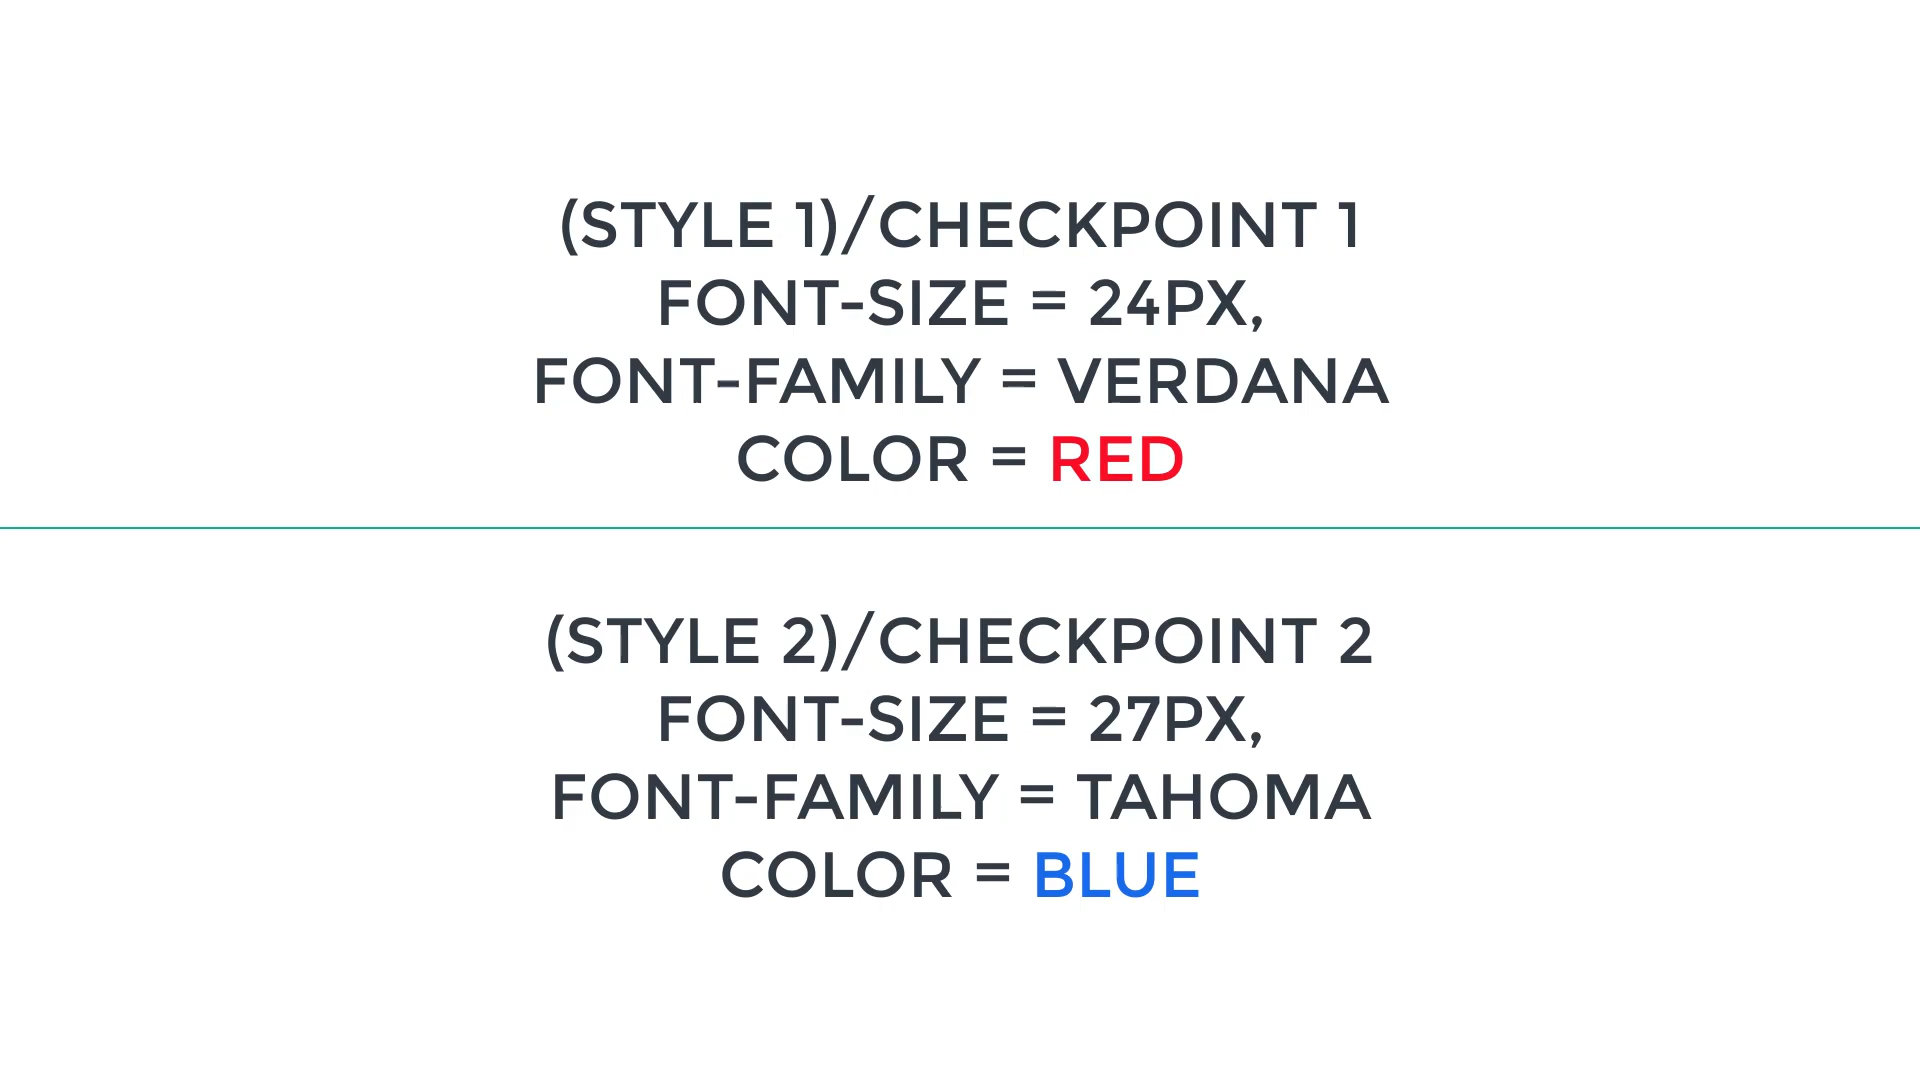 (STYLE 1)/CHECKPOINT 1
FONT-SIZE = 24PX,
FONT-FAMILY = VERDANA
COLOR = RED
(STYLE 2)/CHECKPOINT 2
FONT-SIZE = 27PX,
FONT-FAMILY = TAHOMA
COLOR = BLUE